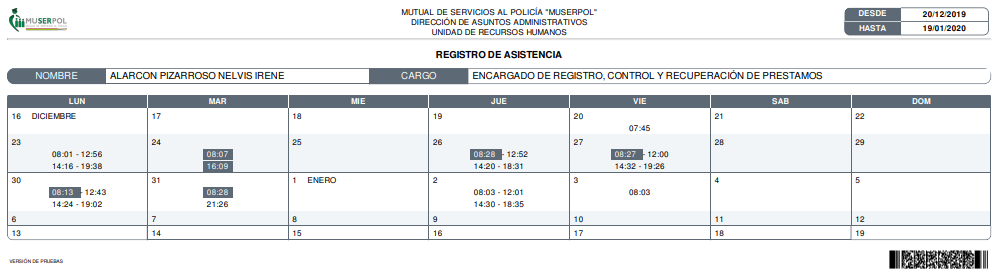 MUSERPOL
MUTUAL DE SERVICIOS AL POLICÍA "MUSERPOL"
DIRECCIÓN DE ASUNTOS ADMINISTRATIVOS
UNIDAD DE RECURSOS HUMANOS
DESDE 20/12/2019
HASTA 19/01/2020
REGISTRO DE ASISTENCIA
NOMBRE ALARCON PIZARROSO NELVIS IRENE CARGO ENCARGADO DE REGISTRO, CONTROL Y RECUPERACIÓN DE PRESTAMOS
LUN MAR MIE JUE VIE SAB DOM
16 DICIEMBRE 17 18 19 20 21 22
07:45
23 24 25 26 27 28 29
08:01 - 12:56 08:07 08:28 - 12:52 08:27 - 12:00
14:16 - 19:38 16:09 14:20 - 18:31 14:32 - 19:26
30 31 1 ENERO 2 3 4 5
08:13 - 12:43 08:28 08:03 - 12:01 08:03
14:24 - 19:02 21:26 14:30 - 18:35
6 7 8 9 10 11 12
13 14 15 16 17 18 19
VERSIÓN DE PRUEBAS